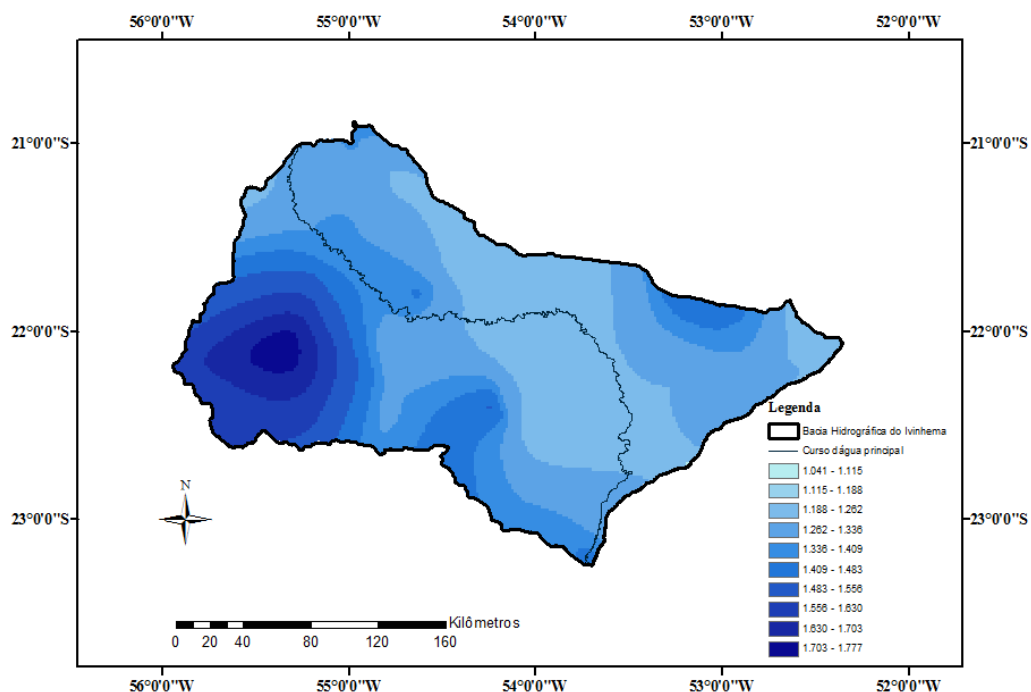 56°0'0"W 55°0'0"W 54°0'0"W 53°0'0"W 52°0'0"W
21°0'0"S 21°0'0"S
22°0'0"S 22°0'0"S
23°0'0"S 23°0'0"S
Legenda
Bacia Hidrográfica do Ivinhema
Curso dágua principal
1.041 - 1.115
1.115 - 1.188
1.188 - 1.262
1.262 - 1.336
1.336 - 1.409
1.409 - 1.483
1.483 - 1.556
1.556 - 1.630
1.630 - 1.703
1.703 - 1.777
N
Kilômetros
0 20 40 80 120 160
56°0'0"W 55°0'0"W 54°0'0"W 53°0'0"W 52°0'0"W